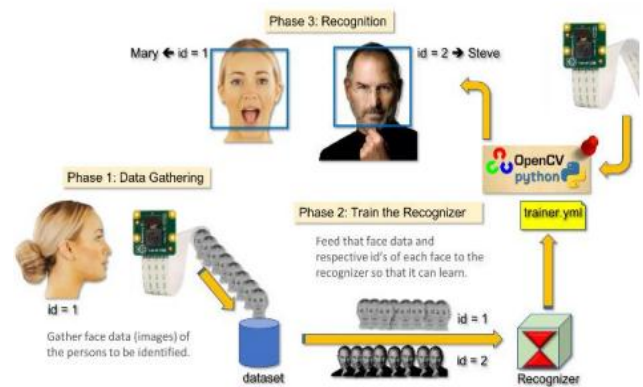 Phase 3: Recognition
Mary ← id = 1
id = 2 → Steve
OpenCV
python
Phase 1: Data Gathering
trainer.yml
Phase 2: Train the Recognizer
Feed that face data and
respective id's of each face to the
recognizer so that it can learn.
id = 1
Gather face data (images) of
the persons to be identified.
dataset
id = 1
id = 2
Recognizer